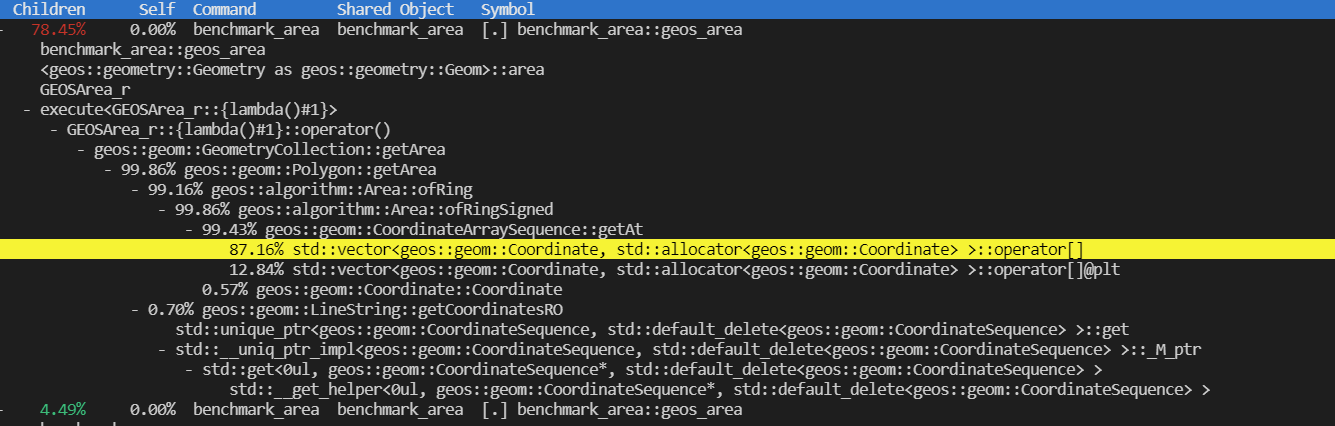 Children Self Command Shared Object Symbol
- 78.45% 0.00% benchmark_area benchmark_area [.] benchmark_area::geos_area
benchmark_area::geos_area
<geos::geometry::Geometry as geos::geometry::Geom>::area
GEOSArea_r
- execute<GEOSArea_r::{lambda()#1}>
- GEOSArea_r::{lambda()#1}::operator()
- geos::geom::GeometryCollection::getArea
- 99.86% geos::geom::Polygon::getArea
- 99.16% geos::algorithm::Area::ofRing
- 99.86% geos::algorithm::Area::ofRingSigned
- 99.43% geos::geom::CoordinateArraySequence::getAt
87.16% std::vector<geos::geom::Coordinate, std::allocator<geos::geom::Coordinate> >::operator[]
12.84% std::vector<geos::geom::Coordinate, std::allocator<geos::geom::Coordinate> >::operator[]@plt
0.57% geos::geom::Coordinate::Coordinate
- 0.70% geos::geom::LineString::getCoordinatesRO
std::unique_ptr<geos::geom::CoordinateSequence, std::default_delete<geos::geom::CoordinateSequence> >::get
- std::__uniq_ptr_impl<geos::geom::CoordinateSequence, std::default_delete<geos::geom::CoordinateSequence> >::_M_ptr
- std::get<0ul, geos::geom::CoordinateSequence*, std::default_delete<geos::geom::CoordinateSequence> >
std::__get_helper<0ul, geos::geom::CoordinateSequence*, std::default_delete<geos::geom::CoordinateSequence> >
- 4.49% 0.00% benchmark_area benchmark_area [.] benchmark_area::geos_area